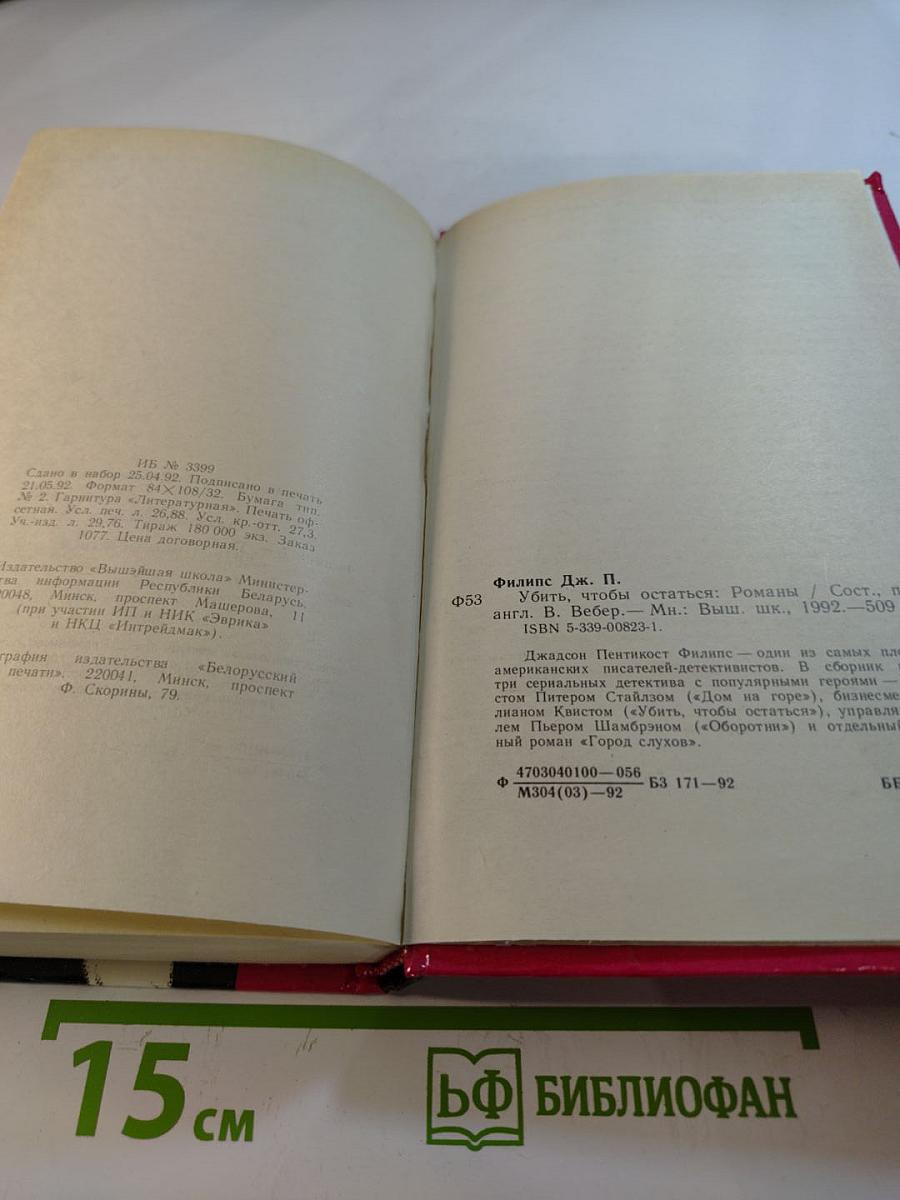 ИБ № 3399
Сдано в набор 25.04.92. Подписано в печать
21.05.92. Формат 84×108/32. Бумага тип.
№ 2. Гарнитура «Литературная». Печать оф-
сетная. Усл. печ. л. 26,88. Усл. кр.-отт. 27,3.
Уч.-изд. л. 29,76. Тираж 180 000 экз. Заказ
1077. Цена договорная.
Издательство «Вышэйшая школа» Министер-
ства информации Республики Беларусь,
Минск, проспект Машерова, 11
(при участии ИП и НИК «Эврика»
и НКЦ «Интрейдмак»).
издательства «Белорусский
печати». 220041, Минск, проспект
Ф. Скорины, 79.
Филипс Дж. П.
Ф53
Убить, чтобы остаться: Романы / Сост.,
англ. В. Вебер.— Мн.: Выш. шк., 1992.—509
ISBN 5-339-00823-1.
Джадсон Пентикост Филипс — один из самых
американских писателей-детективистов. В сборник
три сериальных детектива с популярными героями —
стом Питером Стайлзом («Дом на горе»),
лианом Квистом («Убить, чтобы остаться»),
лем Пьером Шамбрэном («Оборотни») и
ный роман «Город слухов».
Ф 4703040100—056
М304(03)—92
БЗ 171—92
15 см
ЬФ БИБЛИОФАН